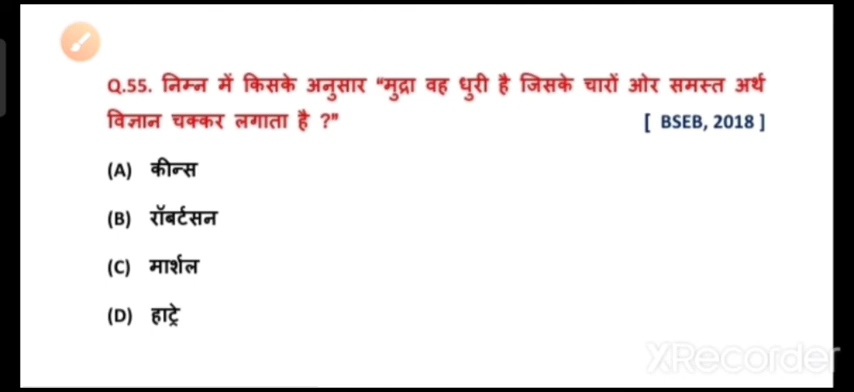 Q.55. निम्न में किसके अनुसार "मुद्रा वह धुरी है जिसके चारों ओर समस्त अर्थ
विज्ञान चक्कर लगाता है ?" [ BSEB, 2018 ]
(A) कीन्स
(B) रॉबर्टसन
(C) मार्शल
(D) हाट्रे
XRecorder